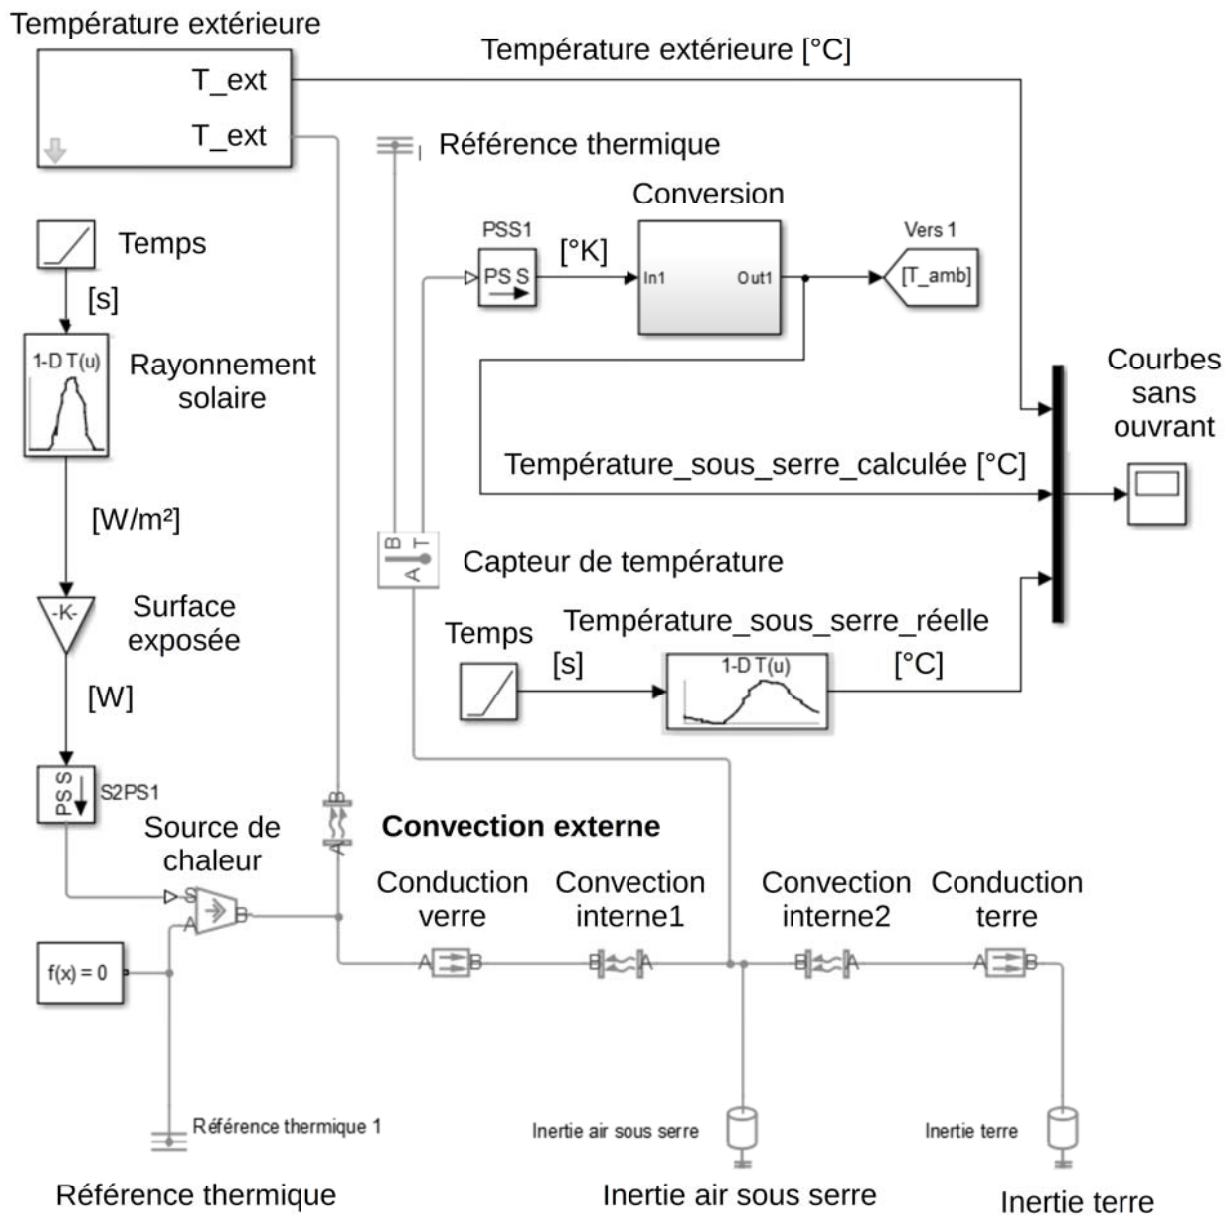 Température extérieure
T_ext
T_ext
Température extérieure [°C]
Référence thermique
Conversion
PSS1
[°K]
PS S
In1
Out1
Vers 1
[T_amb]
Temps
[s]
1-D T(u)
Rayonnement
solaire
[W/m²]
-K-
Surface
exposée
[W]
PS S
S2PS1
Courbes
sans
ouvrant
Température_sous_serre_calculée [°C]
B
T
A
Capteur de température
Temps
[s]
Température_sous_serre_réelle
1-D T(u)
[°C]
Source de
chaleur
S
A
B
B
A
Convection externe
Conduction
verre
A
B
Convection
interne1
B
A
Convection
interne2
B
A
Conduction
terre
A
B
f(x) = 0
Référence thermique 1
Référence thermique
Inertie air sous serre
Inertie air sous serre
Inertie terre
Inertie terre